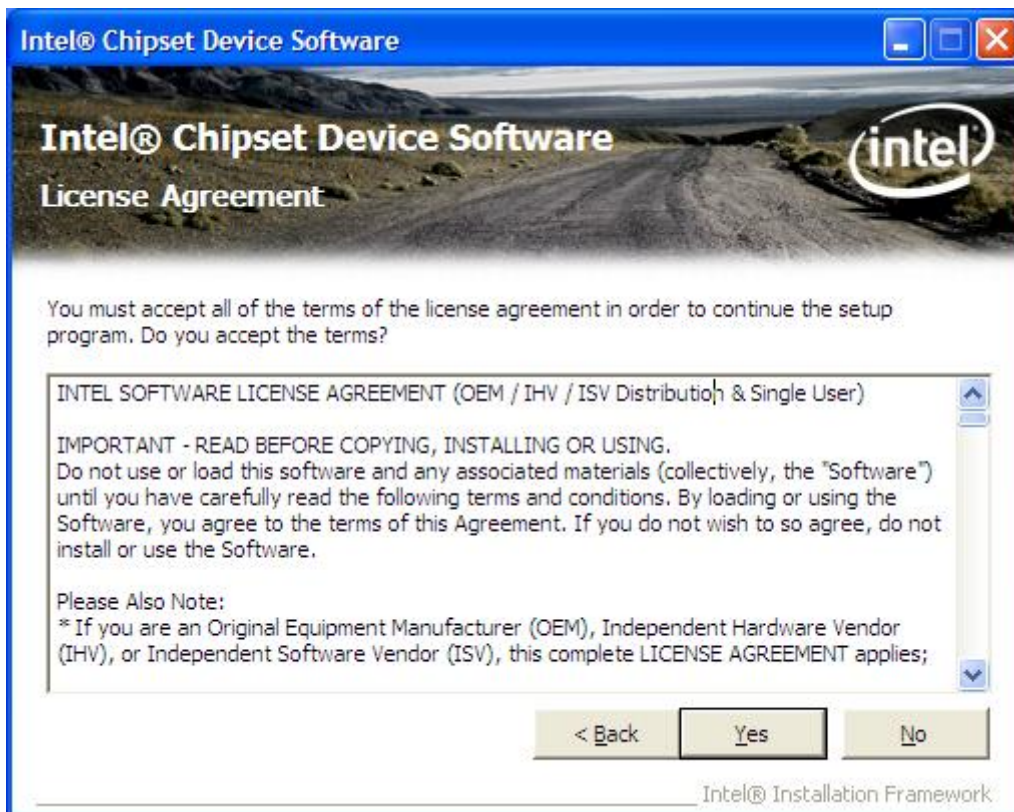 Intel® Chipset Device Software
Intel® Chipset Device Software
intel
License Agreement
You must accept all of the terms of the license agreement in order to continue the setup
program. Do you accept the terms?
INTEL SOFTWARE LICENSE AGREEMENT (OEM / IHV / ISV Distribution & Single User)
IMPORTANT - READ BEFORE COPYING, INSTALLING OR USING.
Do not use or load this software and any associated materials (collectively, the "Software")
until you have carefully read the following terms and conditions. By loading or using the
Software, you agree to the terms of this Agreement. If you do not wish to so agree, do not
install or use the Software.
Please Also Note:
* If you are an Original Equipment Manufacturer (OEM), Independent Hardware Vendor
(IHV), or Independent Software Vendor (ISV), this complete LICENSE AGREEMENT applies;
< Back Yes No
Intel® Installation Framework